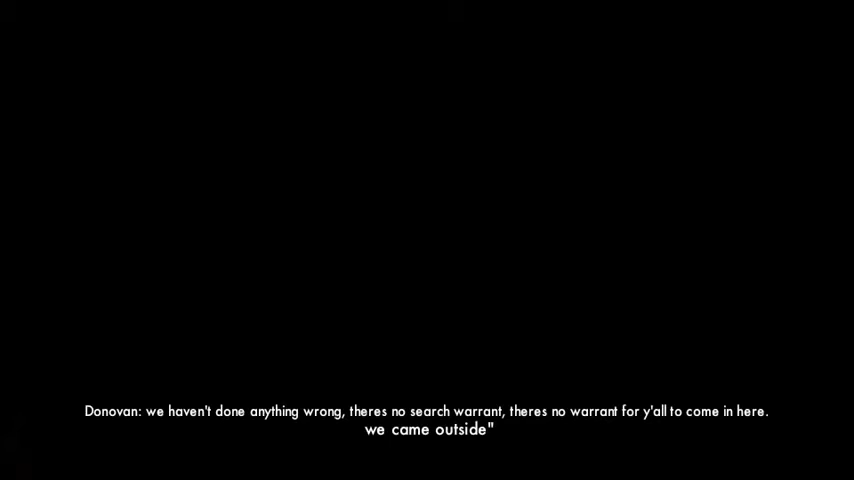 Donovan: we haven't done anything wrong, theres no search warrant, theres no warrant for y'all to come in here.
we came outside"